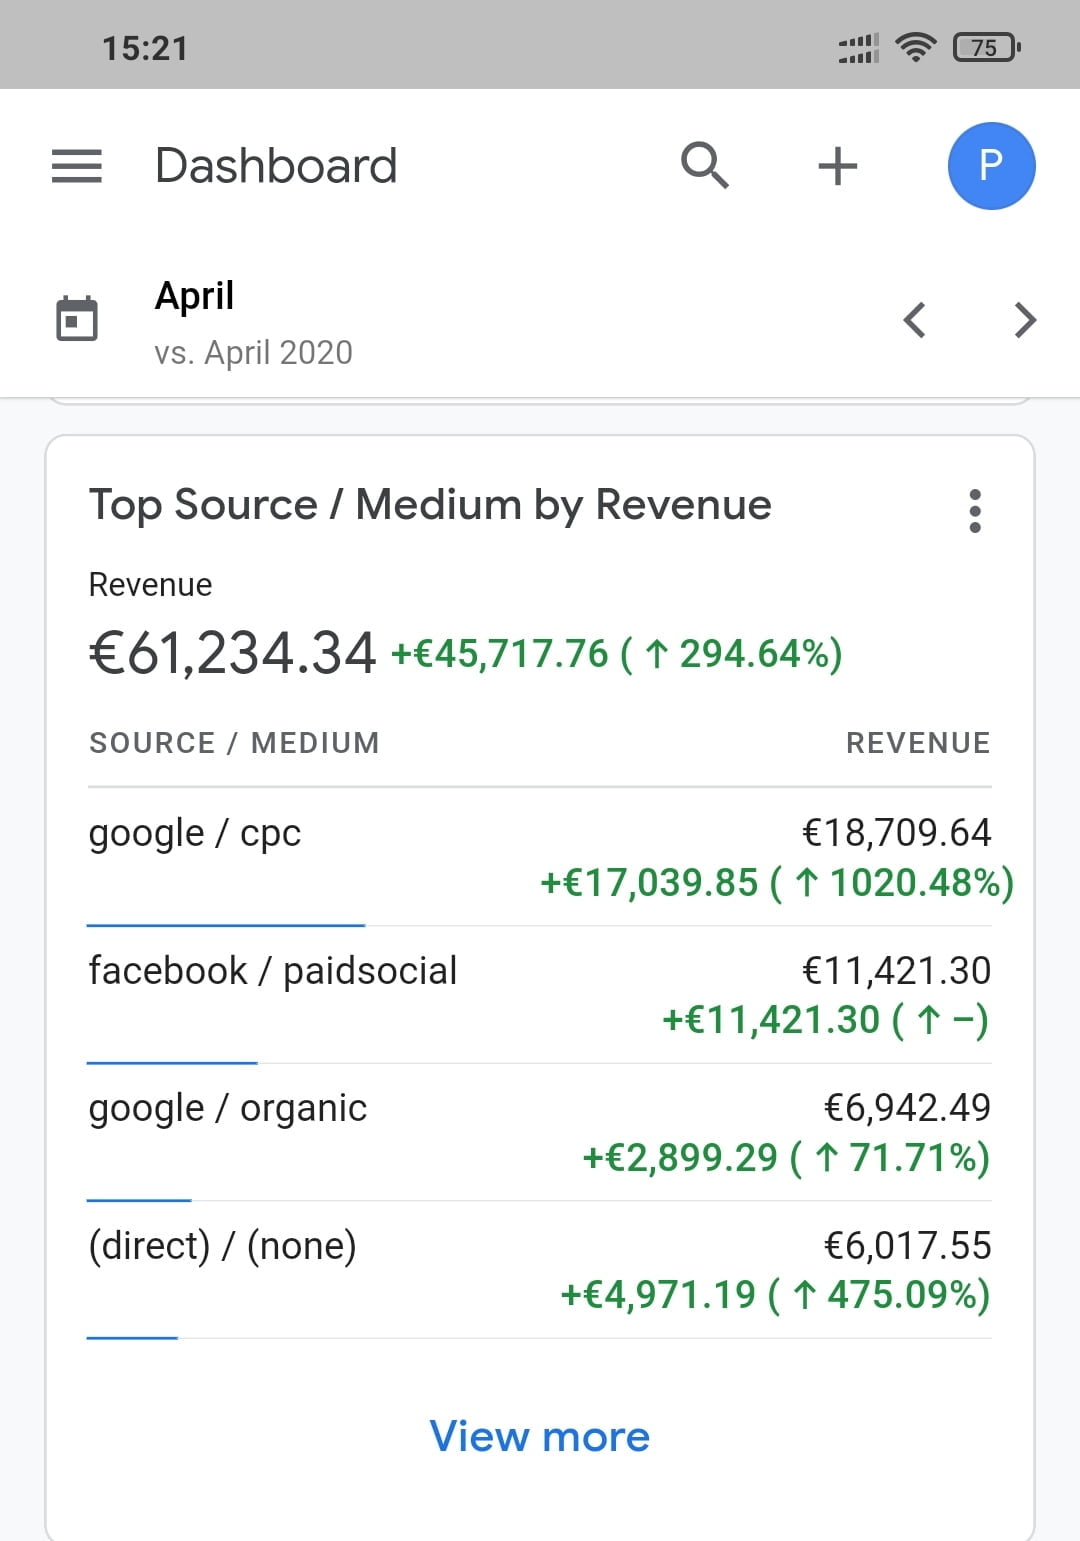 15:21
75
Dashboard
P
April
vs. April 2020
Top Source / Medium by Revenue
Revenue
€61,234.34 +€45,717.76 ( ↑ 294.64%)
SOURCE / MEDIUM REVENUE
google / cpc €18,709.64
+€17,039.85 ( ↑ 1020.48%)
facebook / paidsocial €11,421.30
+€11,421.30 ( ↑ –)
google / organic €6,942.49
+€2,899.29 ( ↑ 71.71%)
(direct) / (none) €6,017.55
+€4,971.19 ( ↑ 475.09%)
View more